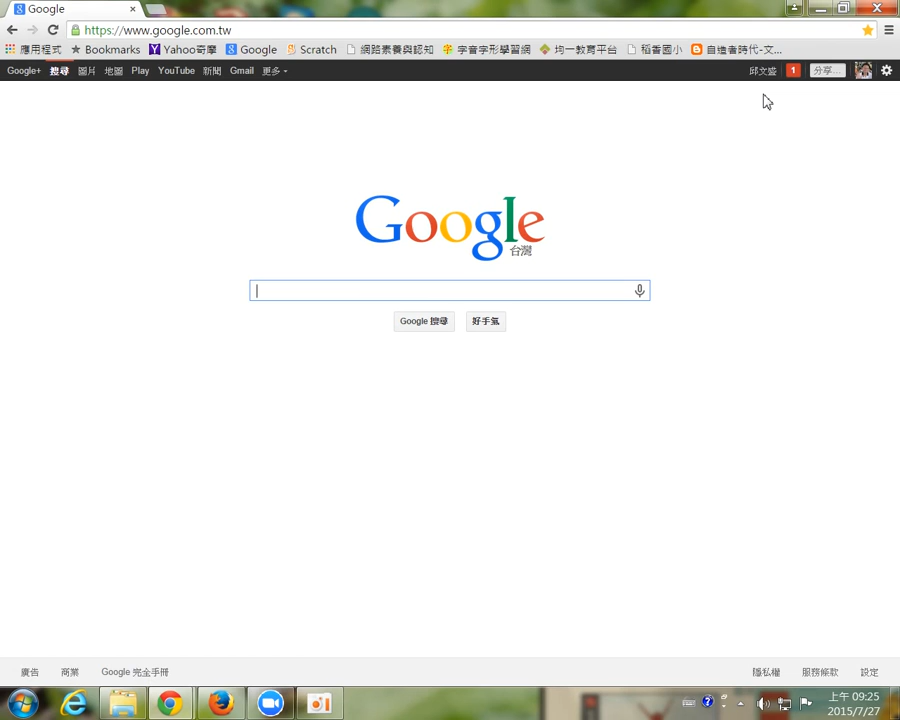 Google
https://www.google.com.tw
應用程式 Bookmarks Yahoo奇摩 Google Scratch 網路素養與認知 字音字形學習網 均一教育平台 稻香國小 自造者時代-文...
Google+ 搜尋 圖片 地圖 Play YouTube 新聞 Gmail 更多 邱文盛 1 分享...
Google
台灣
Google 搜尋 好手氣
廣告 商業 Google 完全手冊 隱私權 服務條款 設定
上午 09:25
2015/7/27